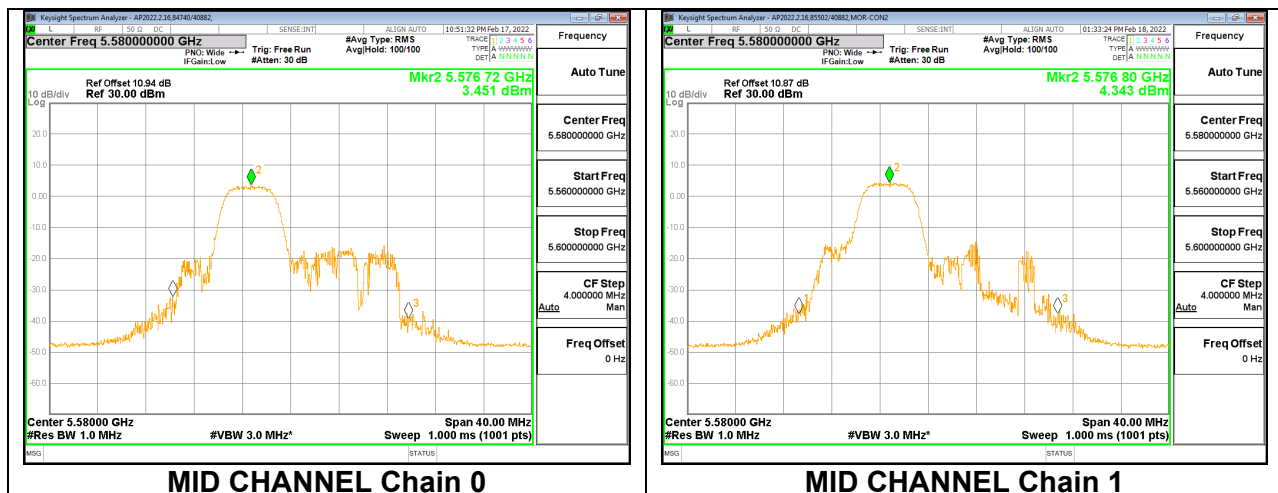 Keysight Spectrum Analyzer - AP2022.2.16,84740/40882,
L RF 50 Ω DC SENSE:INT ALIGN AUTO 10:51:32 PM Feb 17, 2022
Center Freq 5.580000000 GHz
PNO: Wide
IFGain:Low
Trig: Free Run
#Atten: 30 dB
#Avg Type: RMS
Avg|Hold: 100/100
TRACE 1 2 3 4 5 6
TYPE A WWWWW
DET A N N N N N
Frequency
Ref Offset 10.94 dB
Ref 30.00 dBm
10 dB/div
Log
Mkr2 5.576 72 GHz
3.451 dBm
20.0
10.0
0.00
-10.0
-20.0
-30.0
-40.0
-50.0
-60.0
2
3
Auto Tune
Center Freq
5.580000000 GHz
Start Freq
5.560000000 GHz
Stop Freq
5.600000000 GHz
CF Step
4.000000 MHz
Auto Man
Freq Offset
0 Hz
Center 5.58000 GHz Span 40.00 MHz
#Res BW 1.0 MHz #VBW 3.0 MHz* Sweep 1.000 ms (1001 pts)
MSG STATUS
MID CHANNEL Chain 0
Keysight Spectrum Analyzer - AP2022.2.16,85502/40882,MOR-CON2
L RF 50 Ω DC SENSE:INT ALIGN AUTO 01:33:24 PM Feb 18, 2022
Center Freq 5.580000000 GHz
PNO: Wide
IFGain:Low
Trig: Free Run
#Atten: 30 dB
#Avg Type: RMS
Avg|Hold: 100/100
TRACE 1 2 3 4 5 6
TYPE A WWWWW
DET A N N N N N
Frequency
Ref Offset 10.87 dB
Ref 30.00 dBm
10 dB/div
Log
Mkr2 5.576 80 GHz
4.343 dBm
20.0
10.0
0.00
-10.0
-20.0
-30.0
-40.0
-50.0
-60.0
2
1
3
Auto Tune
Center Freq
5.580000000 GHz
Start Freq
5.560000000 GHz
Stop Freq
5.600000000 GHz
CF Step
4.000000 MHz
Auto Man
Freq Offset
0 Hz
Center 5.58000 GHz Span 40.00 MHz
#Res BW 1.0 MHz #VBW 3.0 MHz* Sweep 1.000 ms (1001 pts)
MSG STATUS
MID CHANNEL Chain 1